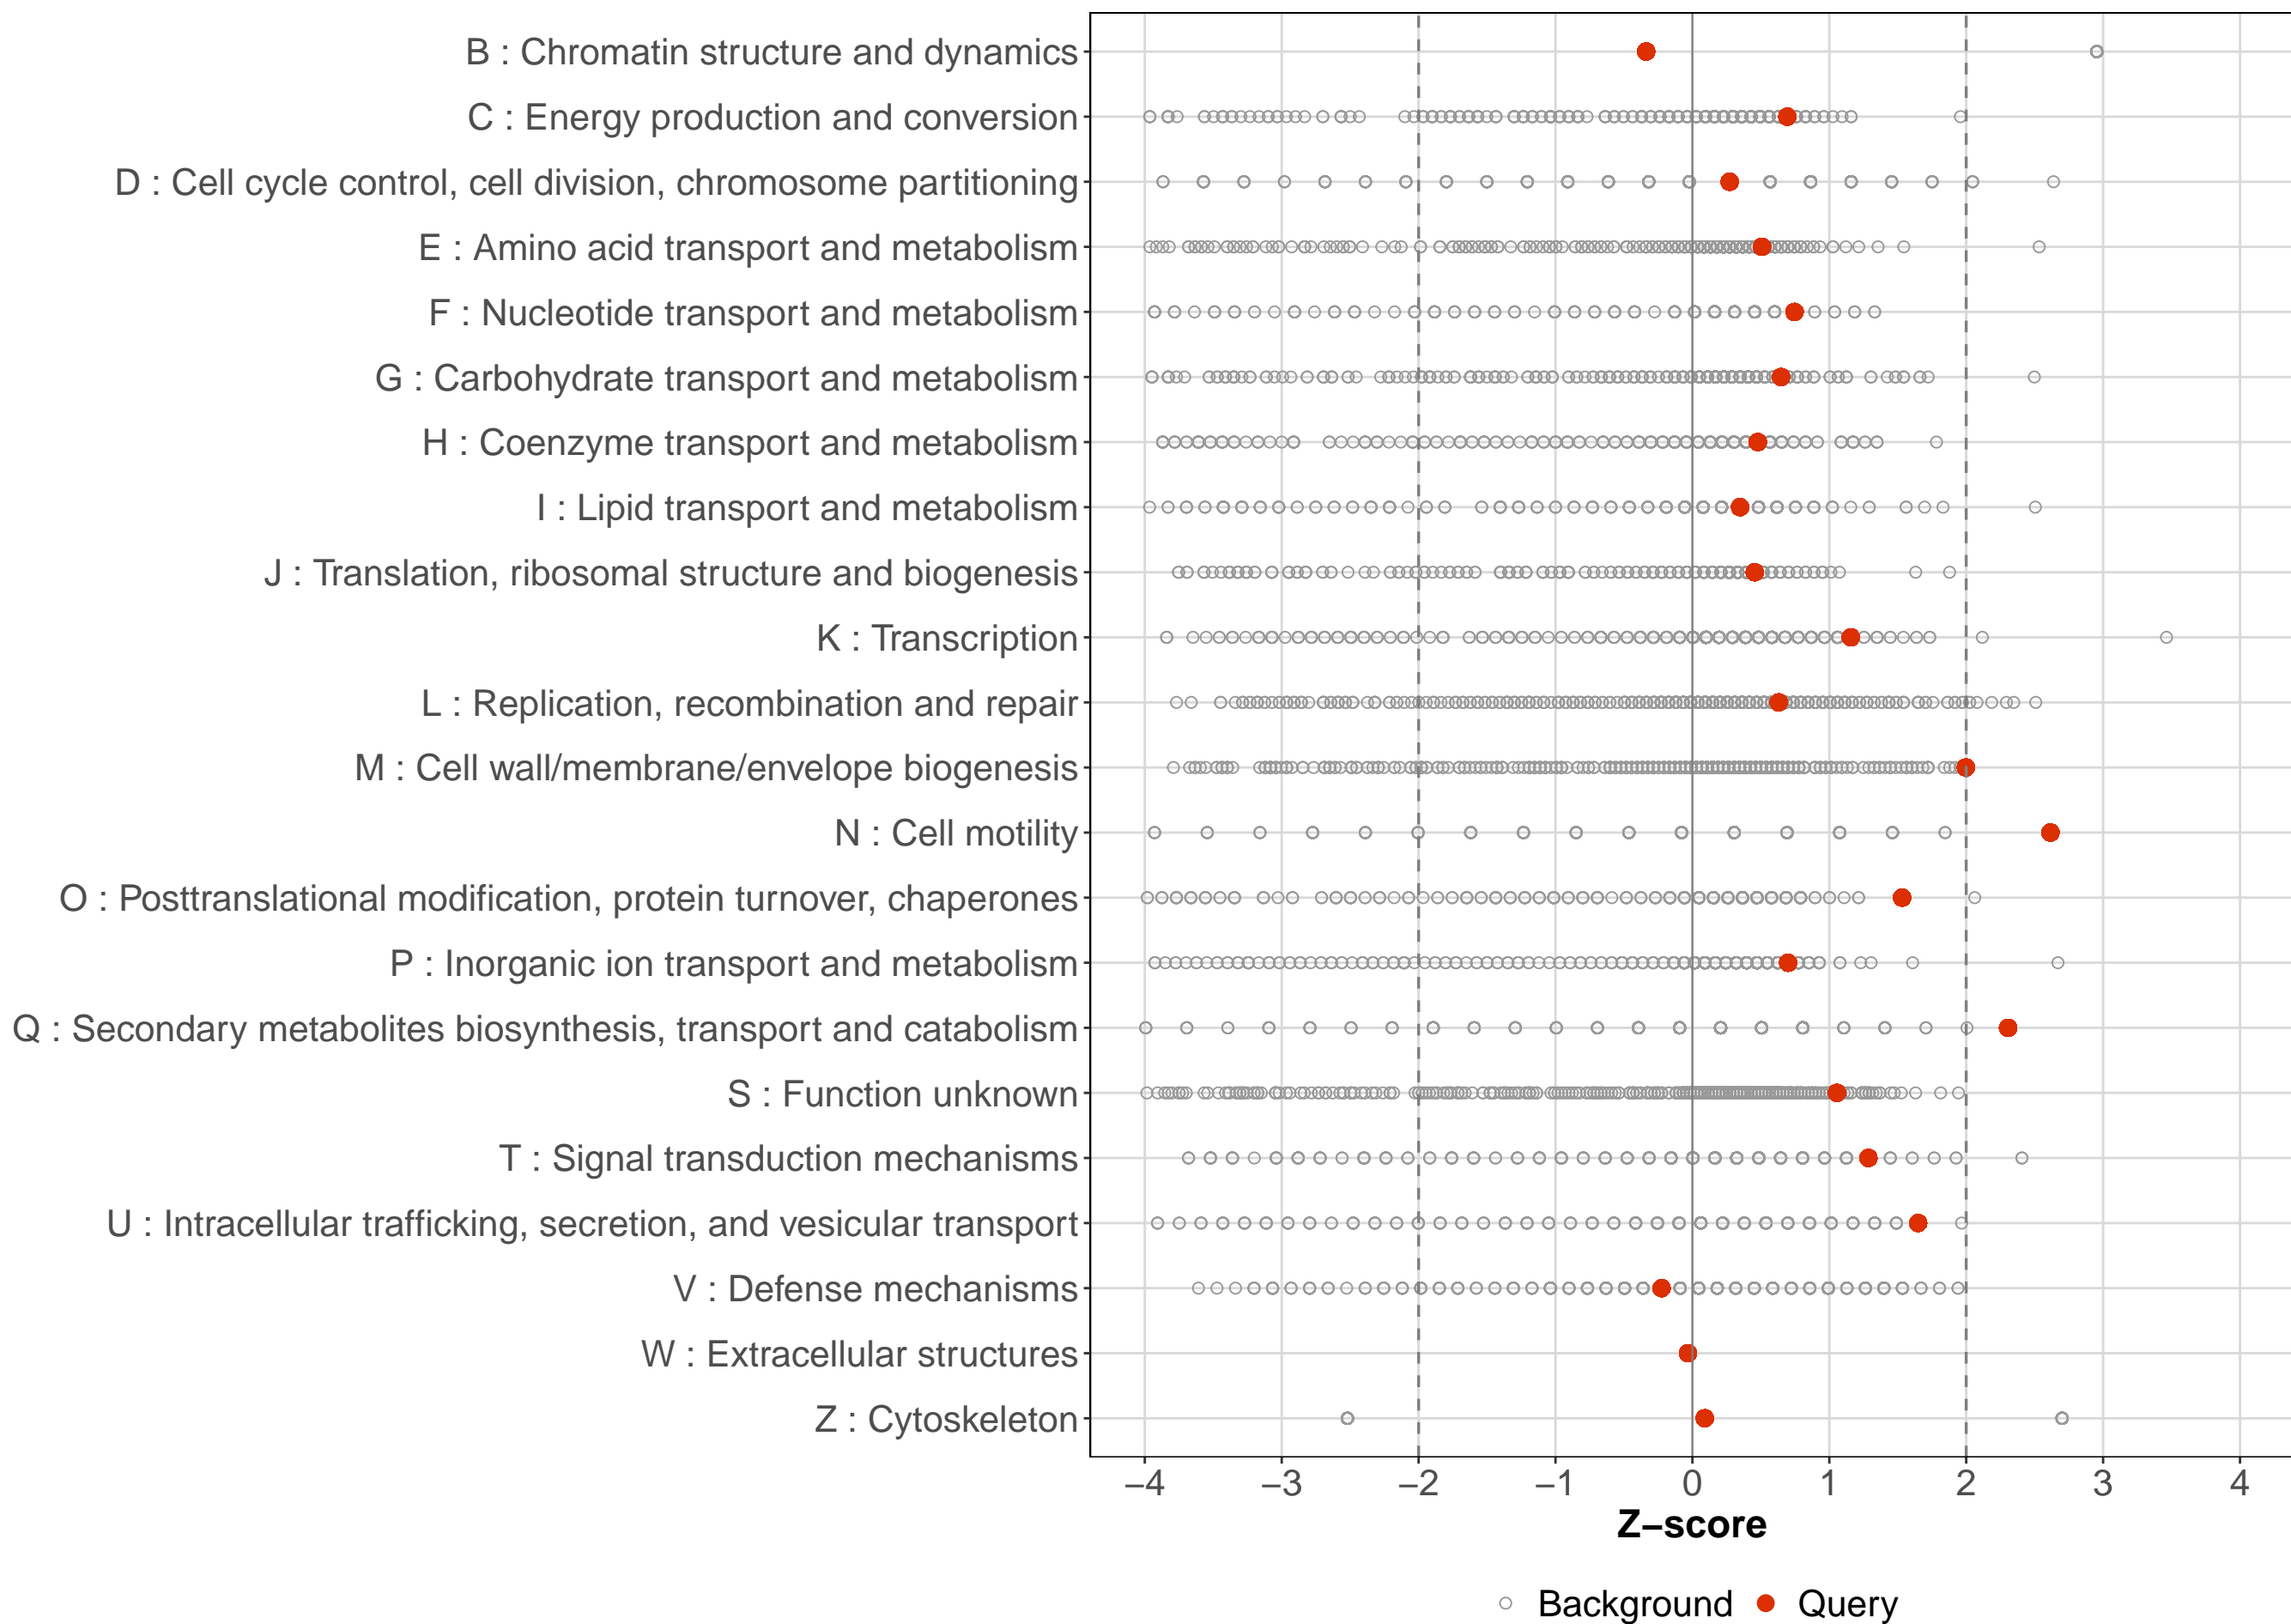 B : Chromatin structure and dynamics
C : Energy production and conversion
D : Cell cycle control, cell division, chromosome partitioning
E : Amino acid transport and metabolism
F : Nucleotide transport and metabolism
G : Carbohydrate transport and metabolism
H : Coenzyme transport and metabolism
I : Lipid transport and metabolism
J : Translation, ribosomal structure and biogenesis
K : Transcription
L : Replication, recombination and repair
M : Cell wall/membrane/envelope biogenesis
N : Cell motility
O : Posttranslational modification, protein turnover, chaperones
P : Inorganic ion transport and metabolism
Q : Secondary metabolites biosynthesis, transport and catabolism
S : Function unknown
T : Signal transduction mechanisms
U : Intracellular trafficking, secretion, and vesicular transport
V : Defense mechanisms
W : Extracellular structures
Z : Cytoskeleton
−4 −3 −2 −1 0 1 2 3 4
Z−score
Background Query